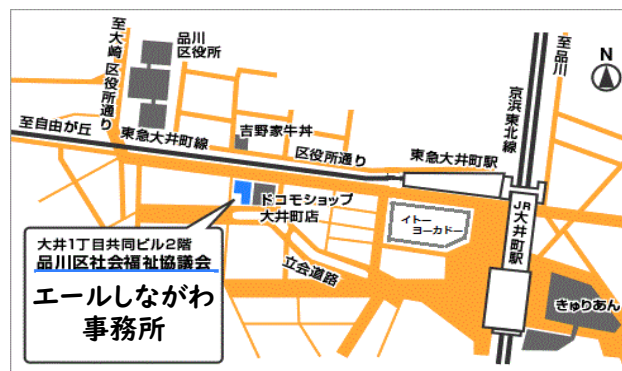 至大崎
区役所通り
品川
区役所
至自由が丘
東急大井町線
吉野家牛丼
区役所通り
東急大井町駅
京浜東北線
至品川
N
ドコモショップ
大井町店
イトー
ヨーカドー
JR大井町駅
立会道路
きゅりあん
大井1丁目共同ビル2階
品川区社会福祉協議会
エールしながわ
事務所